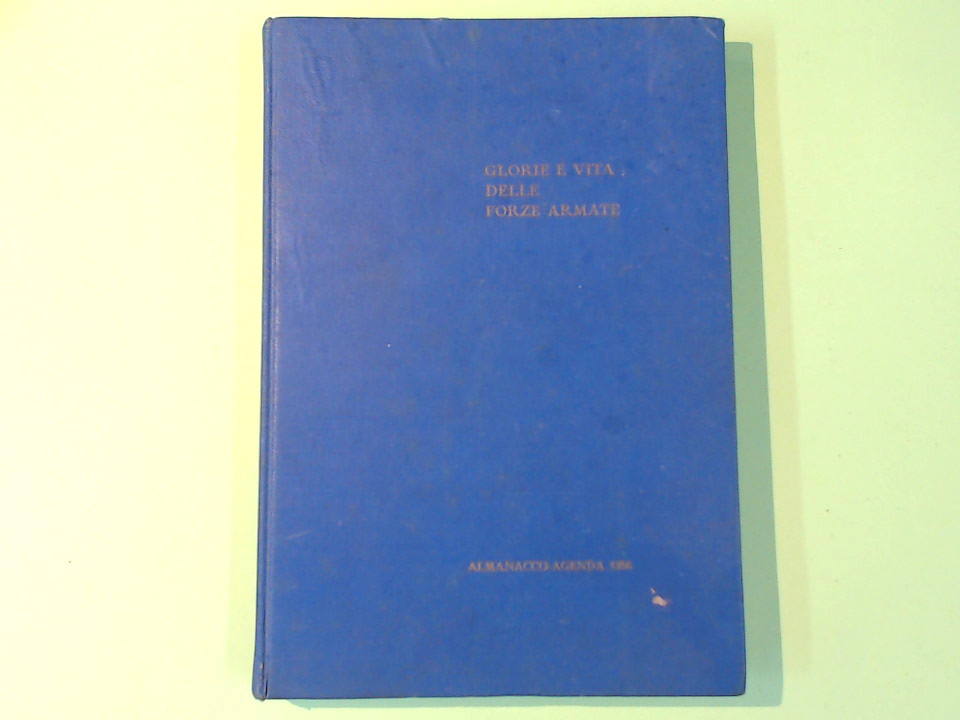 GLORIE E VITA
DELLE
FORZE ARMATE
ALMANACCO-AGENDA